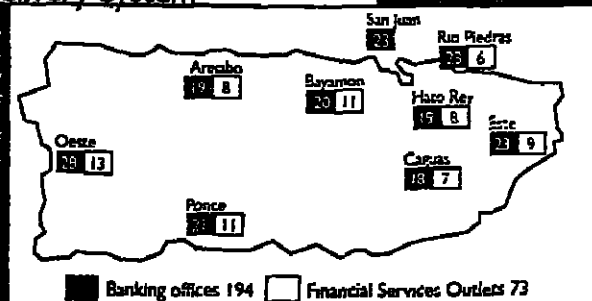 System
San Juan
Rio Piedras
6
Arecibo
19 8
Bayamon
20 11
Hato Rey
15 8
Este
23 9
Oeste
28 13
Caguas
18 7
Ponce
11
Banking offices 194 Financial Services Outlets 73